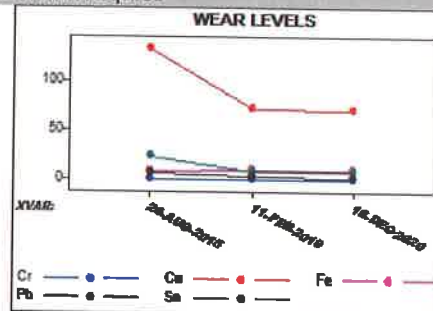 WEAR LEVELS
100
50
0
XVAR:
11-FEB-2019
Cr Cu Fe
Pb Sn